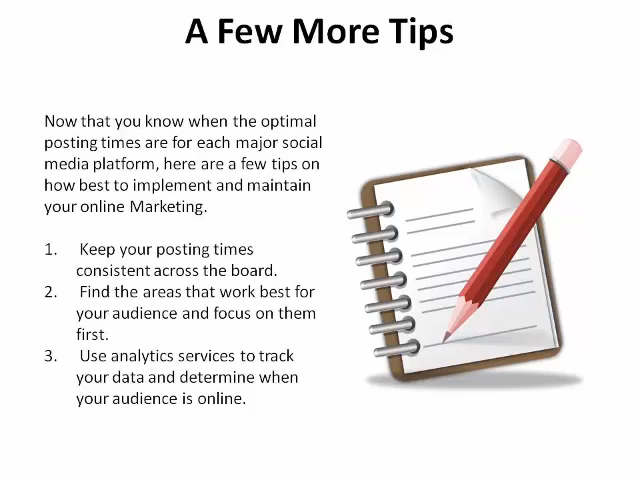 A Few More Tips
Now that you know when the optimal
posting times are for each major social
media platform, here are a few tips on
how best to implement and maintain
your online Marketing.
1. Keep your posting times
consistent across the board.
2. Find the areas that work best for
your audience and focus on them
first.
3. Use analytics services to track
your data and determine when
your audience is online.